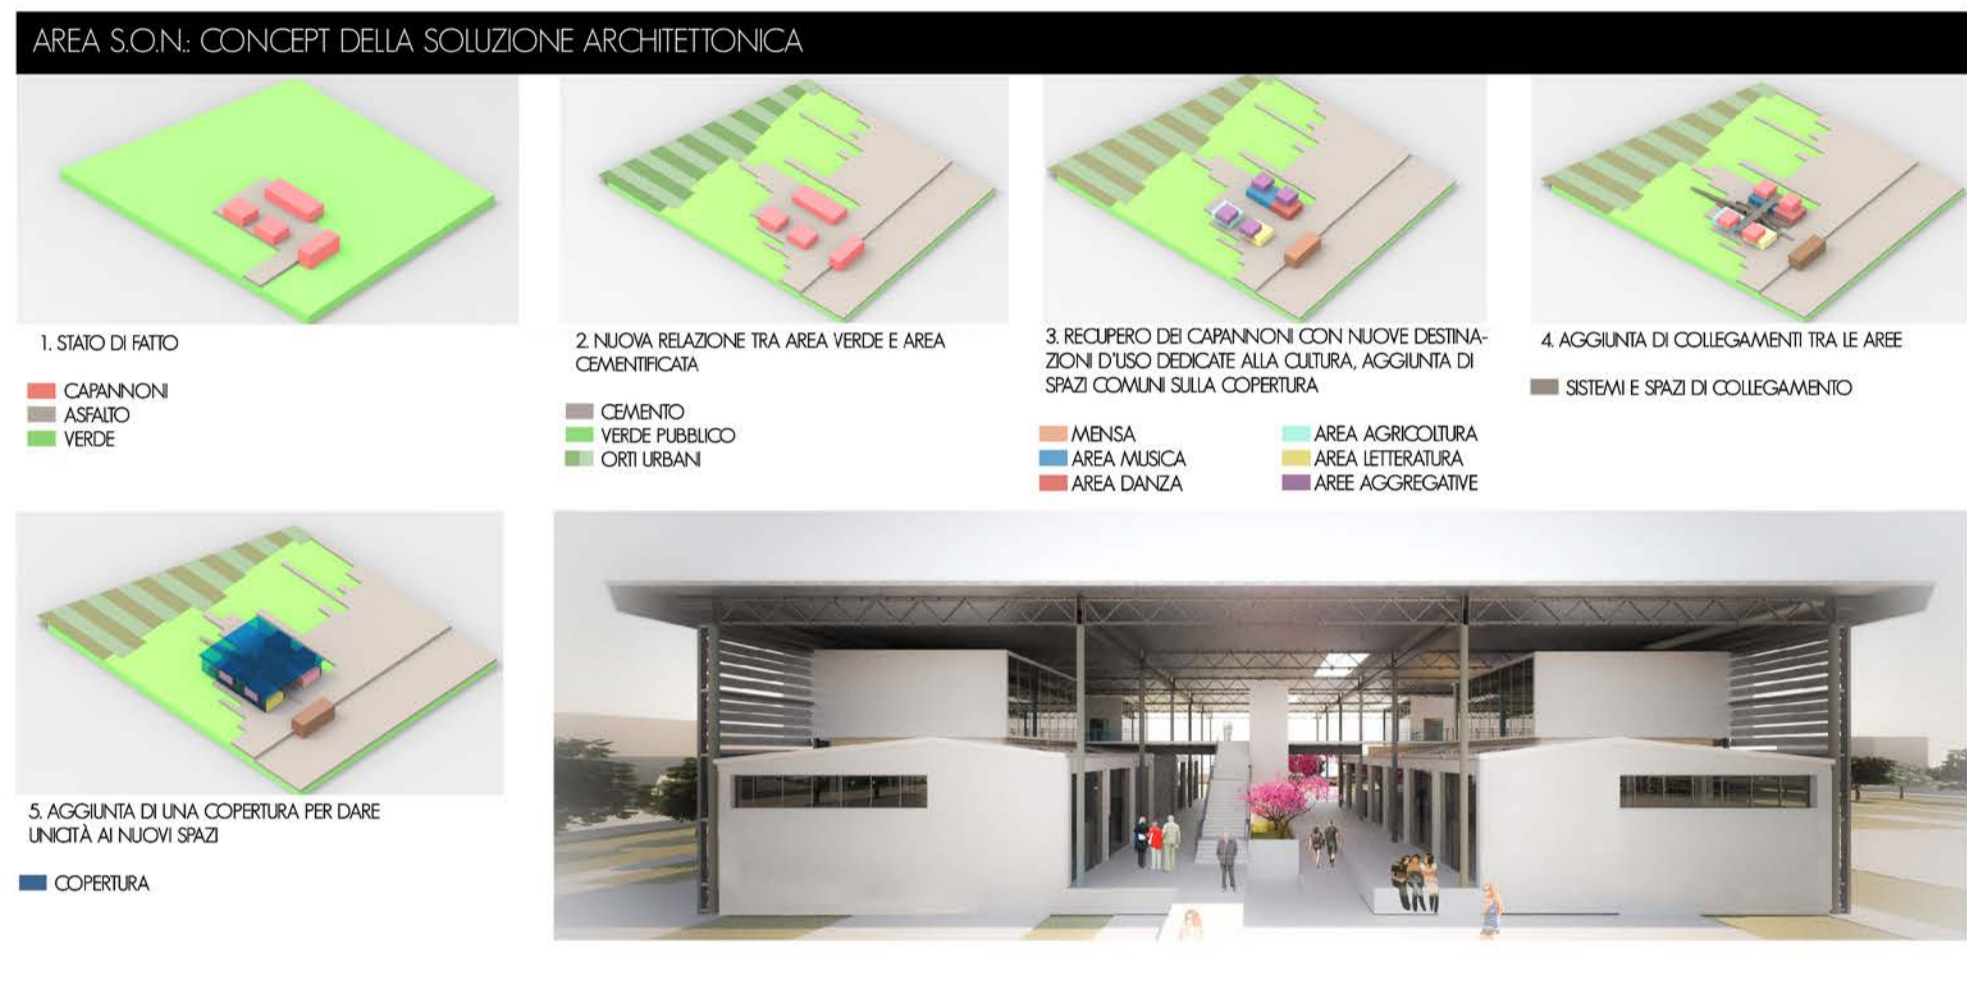 AREA S.O.N.: CONCEPT DELLA SOLUZIONE ARCHITETTONICA
1. STATO DI FATTO
CAPANNONI
ASFALTO
VERDE
2. NUOVA RELAZIONE TRA AREA VERDE E AREA
CEMENTIFICATA
CEMENTO
VERDE PUBBLICO
ORTI URBANI
3. RECUPERO DEI CAPANNONI CON NUOVE DESTINA-
ZIONI D'USO DEDICATE ALLA CULTURA, AGGIUNTA DI
SPAZI COMUNI SULLA COPERTURA
MENSA
AREA MUSICA
AREA DANZA
AREA AGRICOLTURA
AREA LETTERATURA
AREE AGGREGATIVE
4. AGGIUNTA DI COLLEGAMENTI TRA LE AREE
SISTEMI E SPAZI DI COLLEGAMENTO
5. AGGIUNTA DI UNA COPERTURA PER DARE
UNICITÀ AI NUOVI SPAZI
COPERTURA